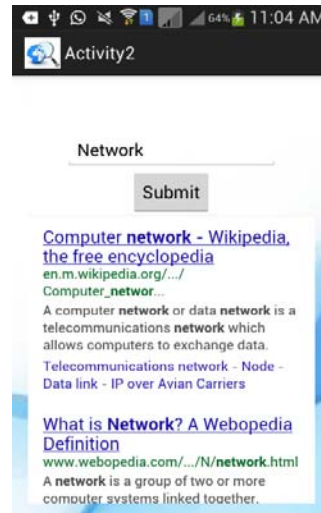 64% 11:04 AM
Activity2
Network
Submit
Computer network - Wikipedia,
the free encyclopedia
en.m.wikipedia.org/.../
Computer_networ...
A computer network or data network is a
telecommunications network which
allows computers to exchange data.
Telecommunications network - Node -
Data link - IP over Avian Carriers
What is Network? A Webopedia
Definition
www.webopedia.com/.../N/network.html
A network is a group of two or more
computer systems linked together.